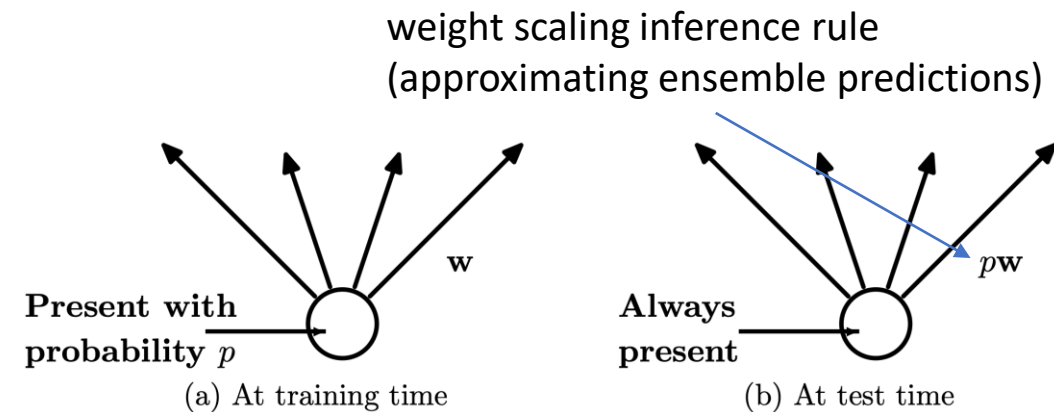 weight scaling inference rule
(approximating ensemble predictions)
w
Present with
probability p
(a) At training time
pw
Always
present
(b) At test time